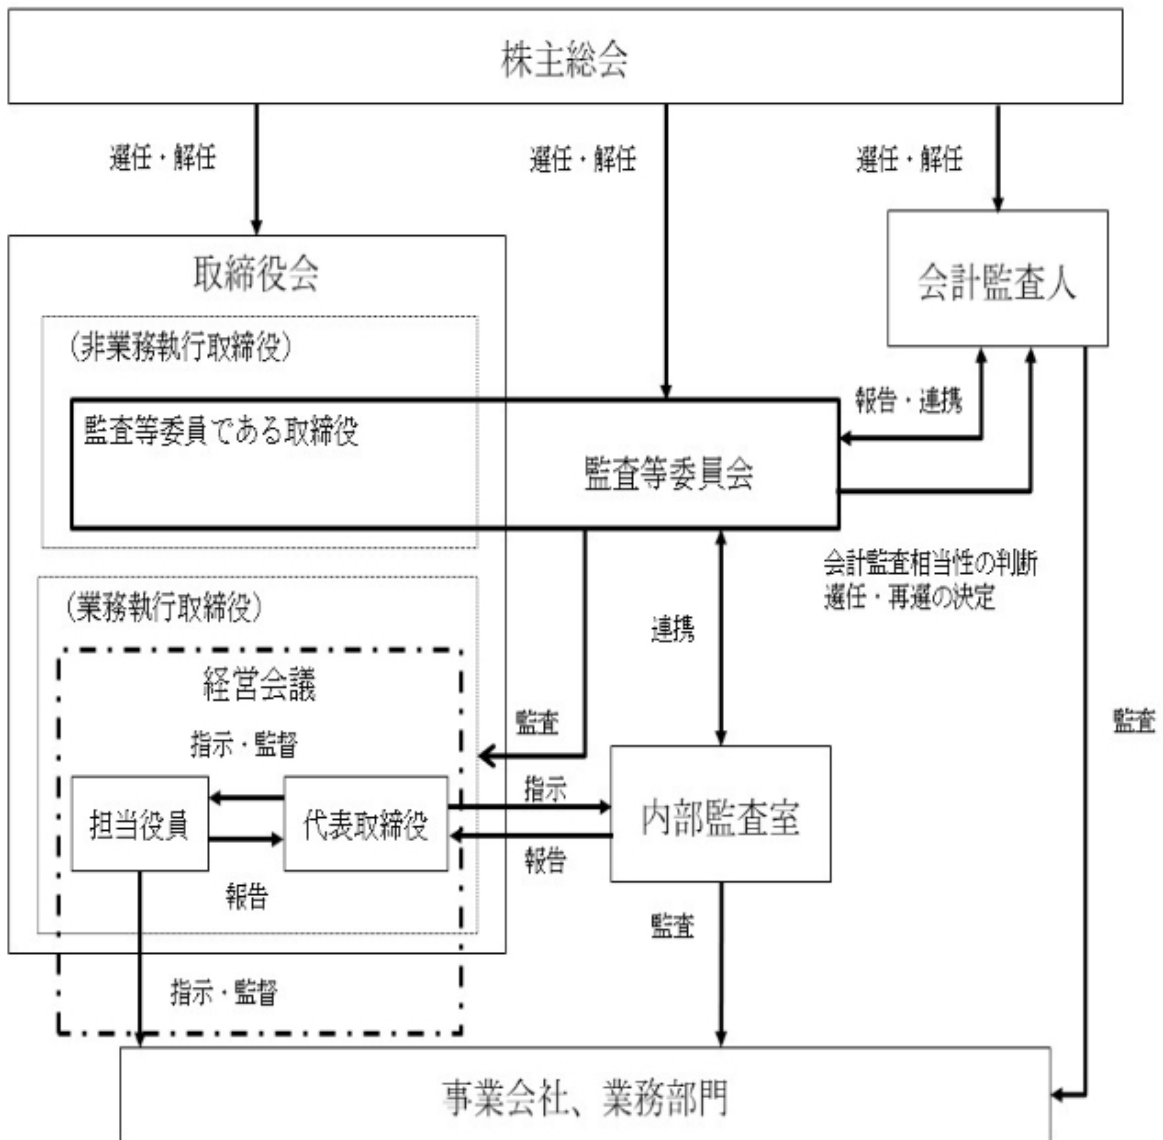 株主総会
選任・解任
選任・解任
選任・解任
取締役会
会計監査人
(非業務執行取締役)
監査等委員である取締役
監査等委員会
報告・連携
会計監査相当性の判断
選任・再選の決定
(業務執行取締役)
連携
経営会議
監査
監査
指示・監督
担当役員
代表取締役
指示
内部監査室
報告
報告
監査
指示・監督
事業会社、業務部門